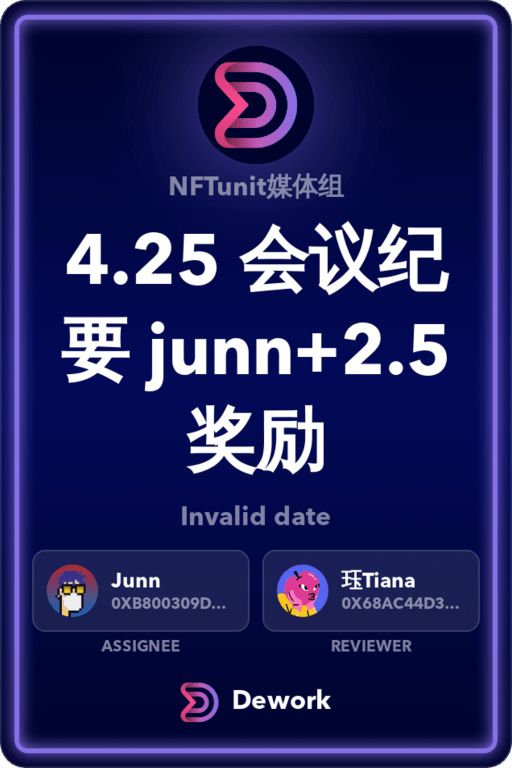 NFTunit媒体组
4.25 会议纪
要 junn+2.5
奖励
Invalid date
Junn
0XB800309D...
珏Tiana
0X68AC44D3...
ASSIGNEE
REVIEWER
Dework